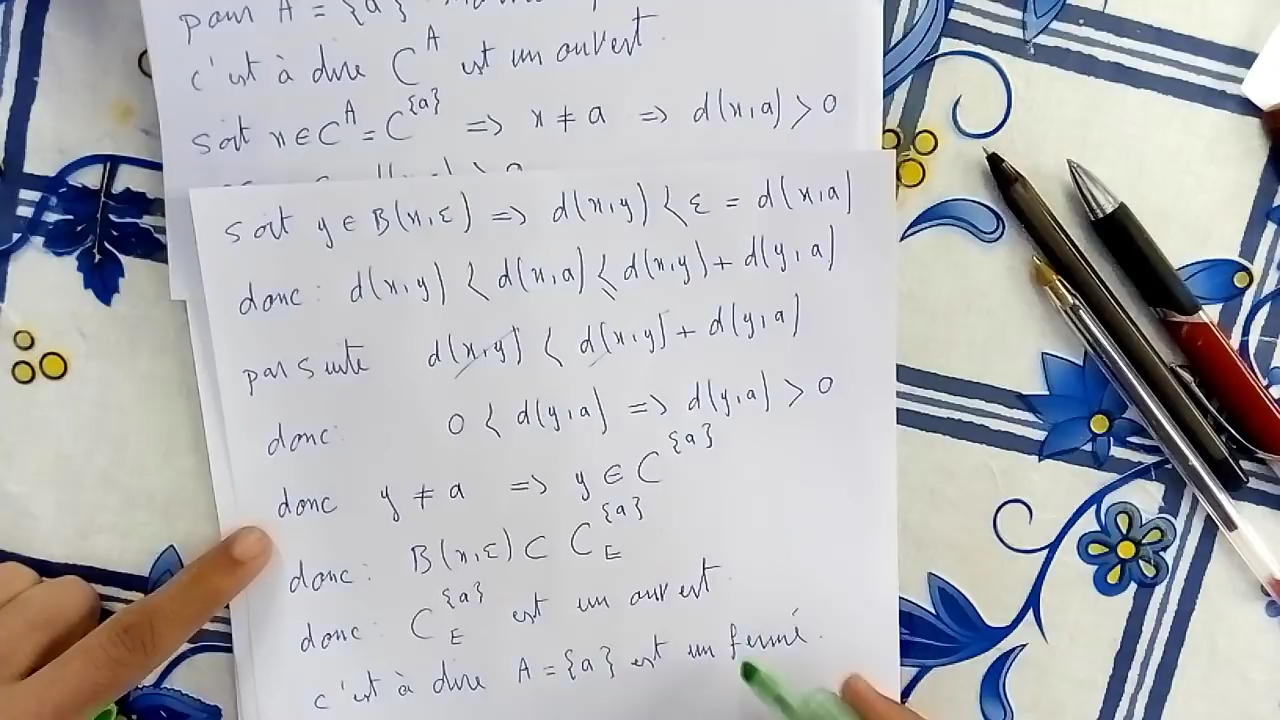 pour A = {a}
c'est à dire C^A est un ouvert.
soit x ∈ C^A = C^{a} => x ≠ a => d(x,a) > 0
soit y ∈ B(x,ε) => d(x,y) < ε = d(x,a)
donc: d(x,y) < d(x,a) ≤ d(x,y) + d(y,a)
par suite d(x,y) < d(x,y) + d(y,a)
donc: 0 < d(y,a) => d(y,a) > 0
donc y ≠ a => y ∈ C^{a}
donc: B(x,ε) ⊂ C_E^{a}
donc: C_E^{a} est un ouvert.
c'est à dire A = {a} est un fermé.